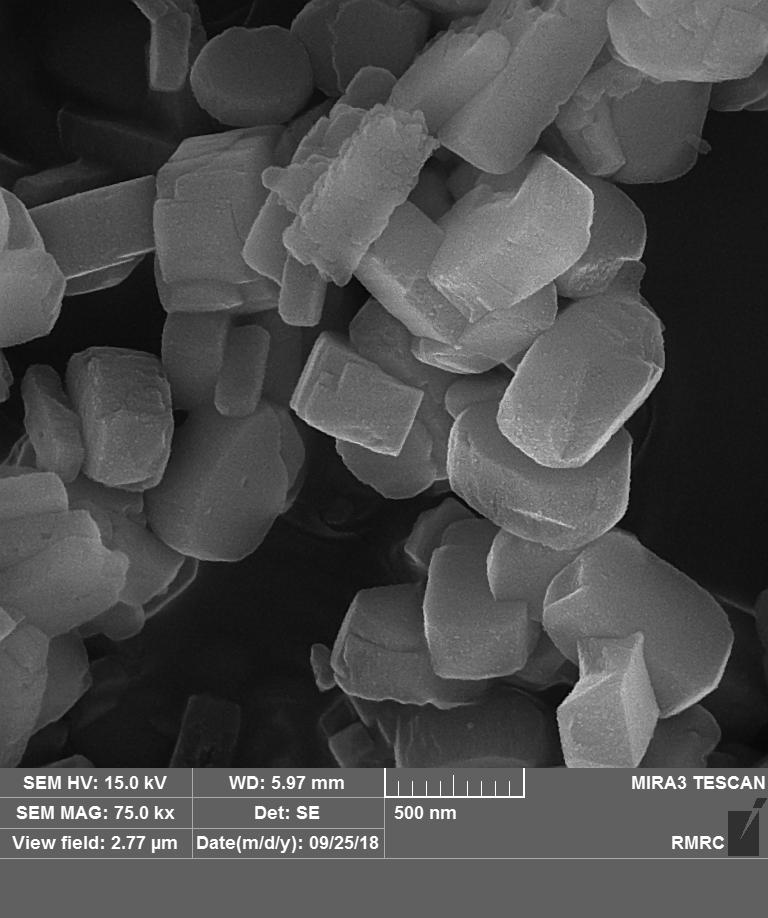 SEM HV: 15.0 kV WD: 5.97 mm MIRA3 TESCAN
SEM MAG: 75.0 kx Det: SE 500 nm
View field: 2.77 µm Date(m/d/y): 09/25/18 RMRC